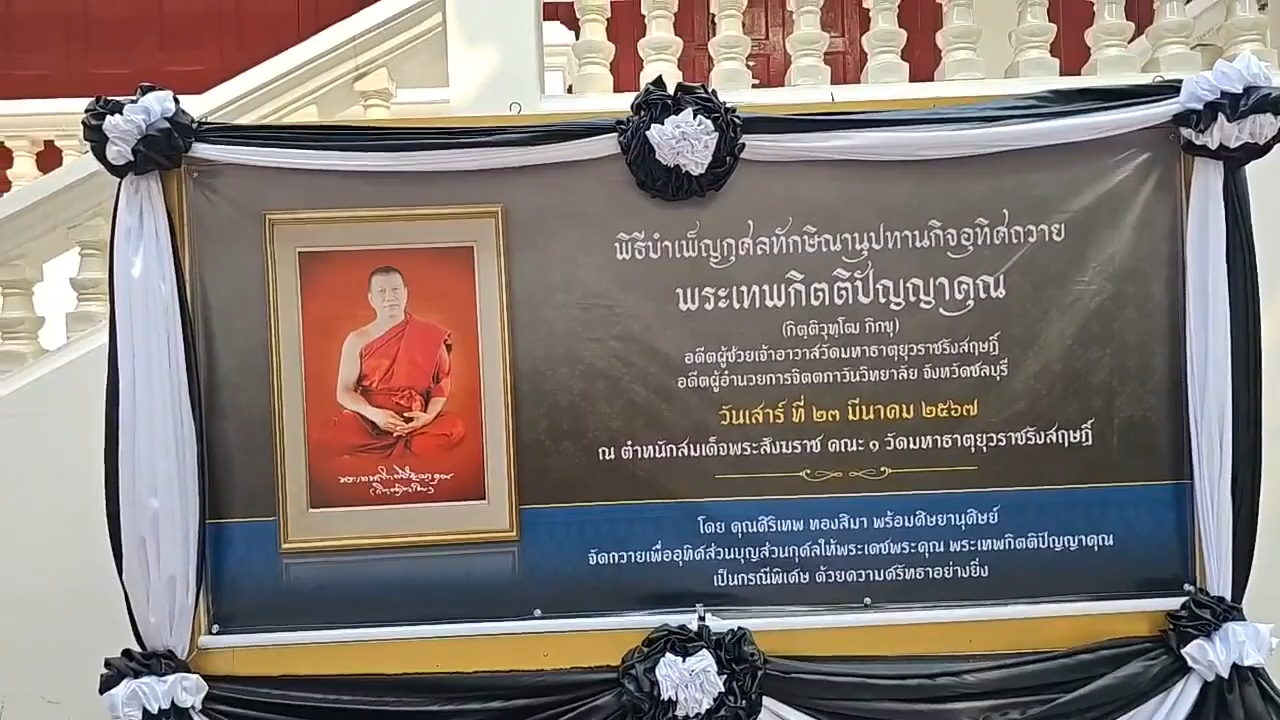 พิธีบำเพ็ญกุศลทักษิณานุปทานกิจอุทิศถวาย
พระเทพกิตติปัญญาคุณ
(กิตฺติวุฑฺโฒ ภิกขุ)
อดีตผู้ช่วยเจ้าอาวาสวัดมหาธาตุยุวราชรังสฤษฎิ์
อดีตผู้อำนวยการจิตตภาวันวิทยาลัย จังหวัดชลบุรี
วันเสาร์ ที่ ๒๓ มีนาคม ๒๕๖๗
ณ ตำหนักสมเด็จพระสังฆราช คณะ ๑ วัดมหาธาตุยุวราชรังสฤษฎิ์
โดย คุณศิริเทพ ทองสิมา พร้อมศิษยานุศิษย์
จัดถวายเพื่ออุทิศส่วนบุญส่วนกุศลให้พระเดชพระคุณ พระเทพกิตติปัญญาคุณ
เป็นกรณีพิเศษ ด้วยความศรัทธาอย่างยิ่ง